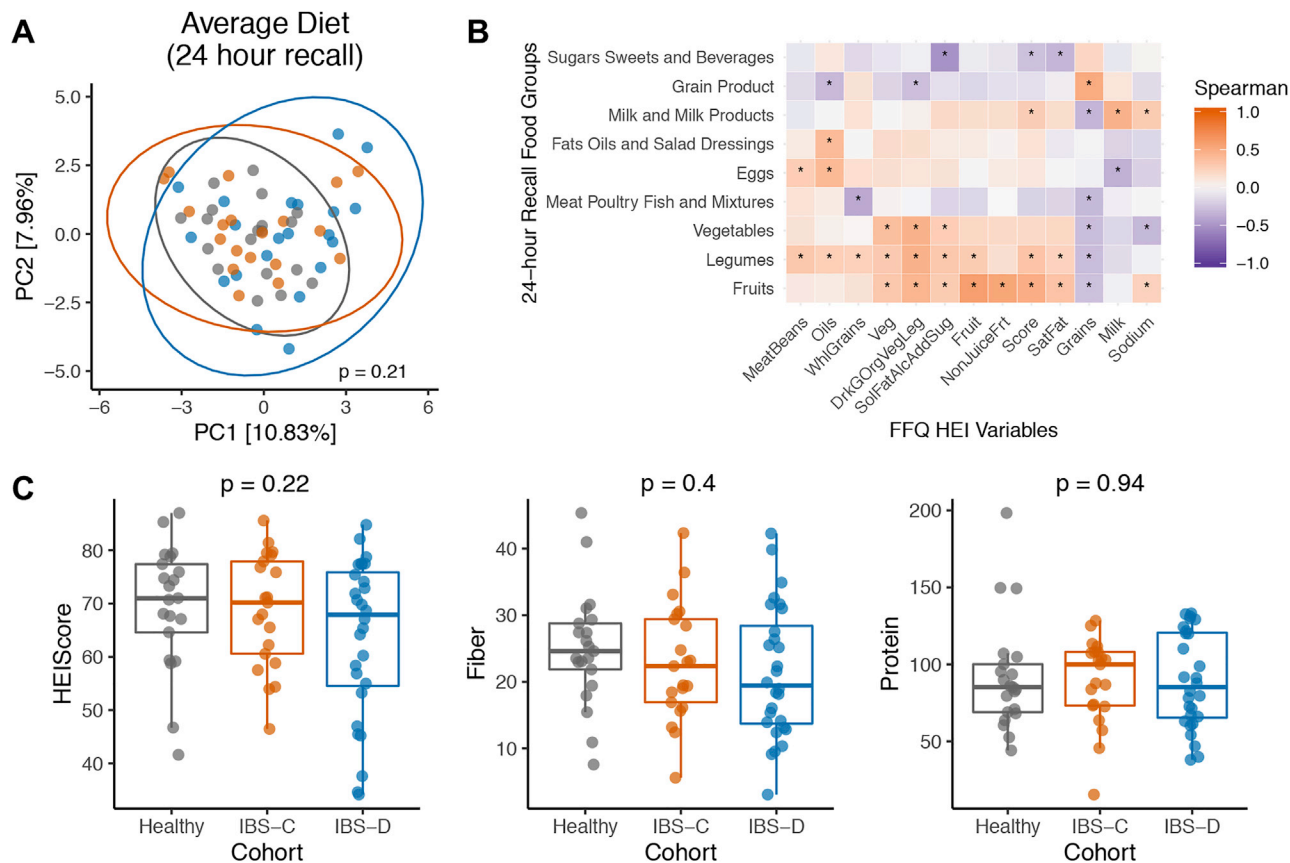 A
Average Diet
(24 hour recall)
PC2 [7.96%]
5.0
2.5
0.0
−2.5
−5.0
p = 0.21
−6
−3
0
3
6
PC1 [10.83%]
B
24−hour Recall Food Groups
Sugars Sweets and Beverages
Grain Product
Milk and Milk Products
Fats Oils and Salad Dressings
Eggs
Meat Poultry Fish and Mixtures
Vegetables
Legumes
Fruits
MeatBeans
Oils
WhlGrains
Veg
DrkGOrgVegLeg
SolFatAlcAddSug
Fruit
NonJuiceFrt
Score
SatFat
Grains
Milk
Sodium
FFQ HEI Variables
Spearman
1.0
0.5
0.0
−0.5
−1.0
C
p = 0.22
HEIScore
80
70
60
50
40
Healthy
IBS−C
IBS−D
Cohort
p = 0.4
Fiber
40
30
20
10
Healthy
IBS−C
IBS−D
Cohort
p = 0.94
Protein
200
150
100
50
Healthy
IBS−C
IBS−D
Cohort